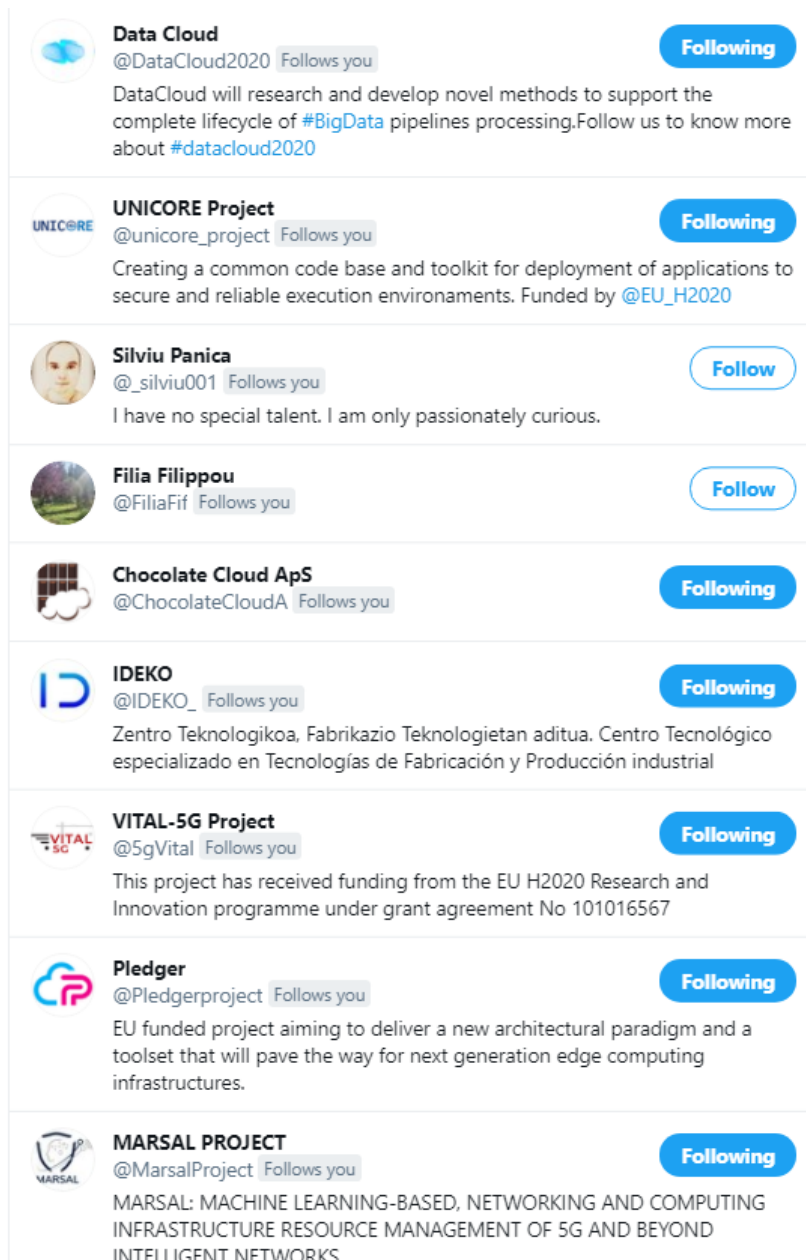 Data Cloud
Following
@DataCloud2020 Follows you
DataCloud will research and develop novel methods to support the
complete lifecycle of #BigData pipelines processing.Follow us to know more
about #datacloud2020
UNICORE Project
Following
UNICORE
@unicore_project Follows you
Creating a common code base and toolkit for deployment of applications to
secure and reliable execution environaments. Funded by @EU_H2020
Silviu Panica
Follow
@_silviu001 Follows you
I have no special talent. I am only passionately curious.
Filia Filippou
Follow
@FiliaFif Follows you
Chocolate Cloud ApS
Following
@ChocolateCloudA Follows you
IDEKO
Following
ID
@IDEKO_ Follows you
Zentro Teknologikoa, Fabrikazio Teknologietan aditua. Centro Tecnológico
especializado en Tecnologías de Fabricación y Producción industrial
VITAL-5G Project
Following
VITAL
5G
@5gVital Follows you
This project has received funding from the EU H2020 Research and
Innovation programme under grant agreement No 101016567
Pledger
Following
@Pledgerproject Follows you
EU funded project aiming to deliver a new architectural paradigm and a
toolset that will pave the way for next generation edge computing
infrastructures.
MARSAL PROJECT
Following
MARSAL
@MarsalProject Follows you
MARSAL: MACHINE LEARNING-BASED, NETWORKING AND COMPUTING
INFRASTRUCTURE RESOURCE MANAGEMENT OF 5G AND BEYOND
INTELLIGENT NETWORKS